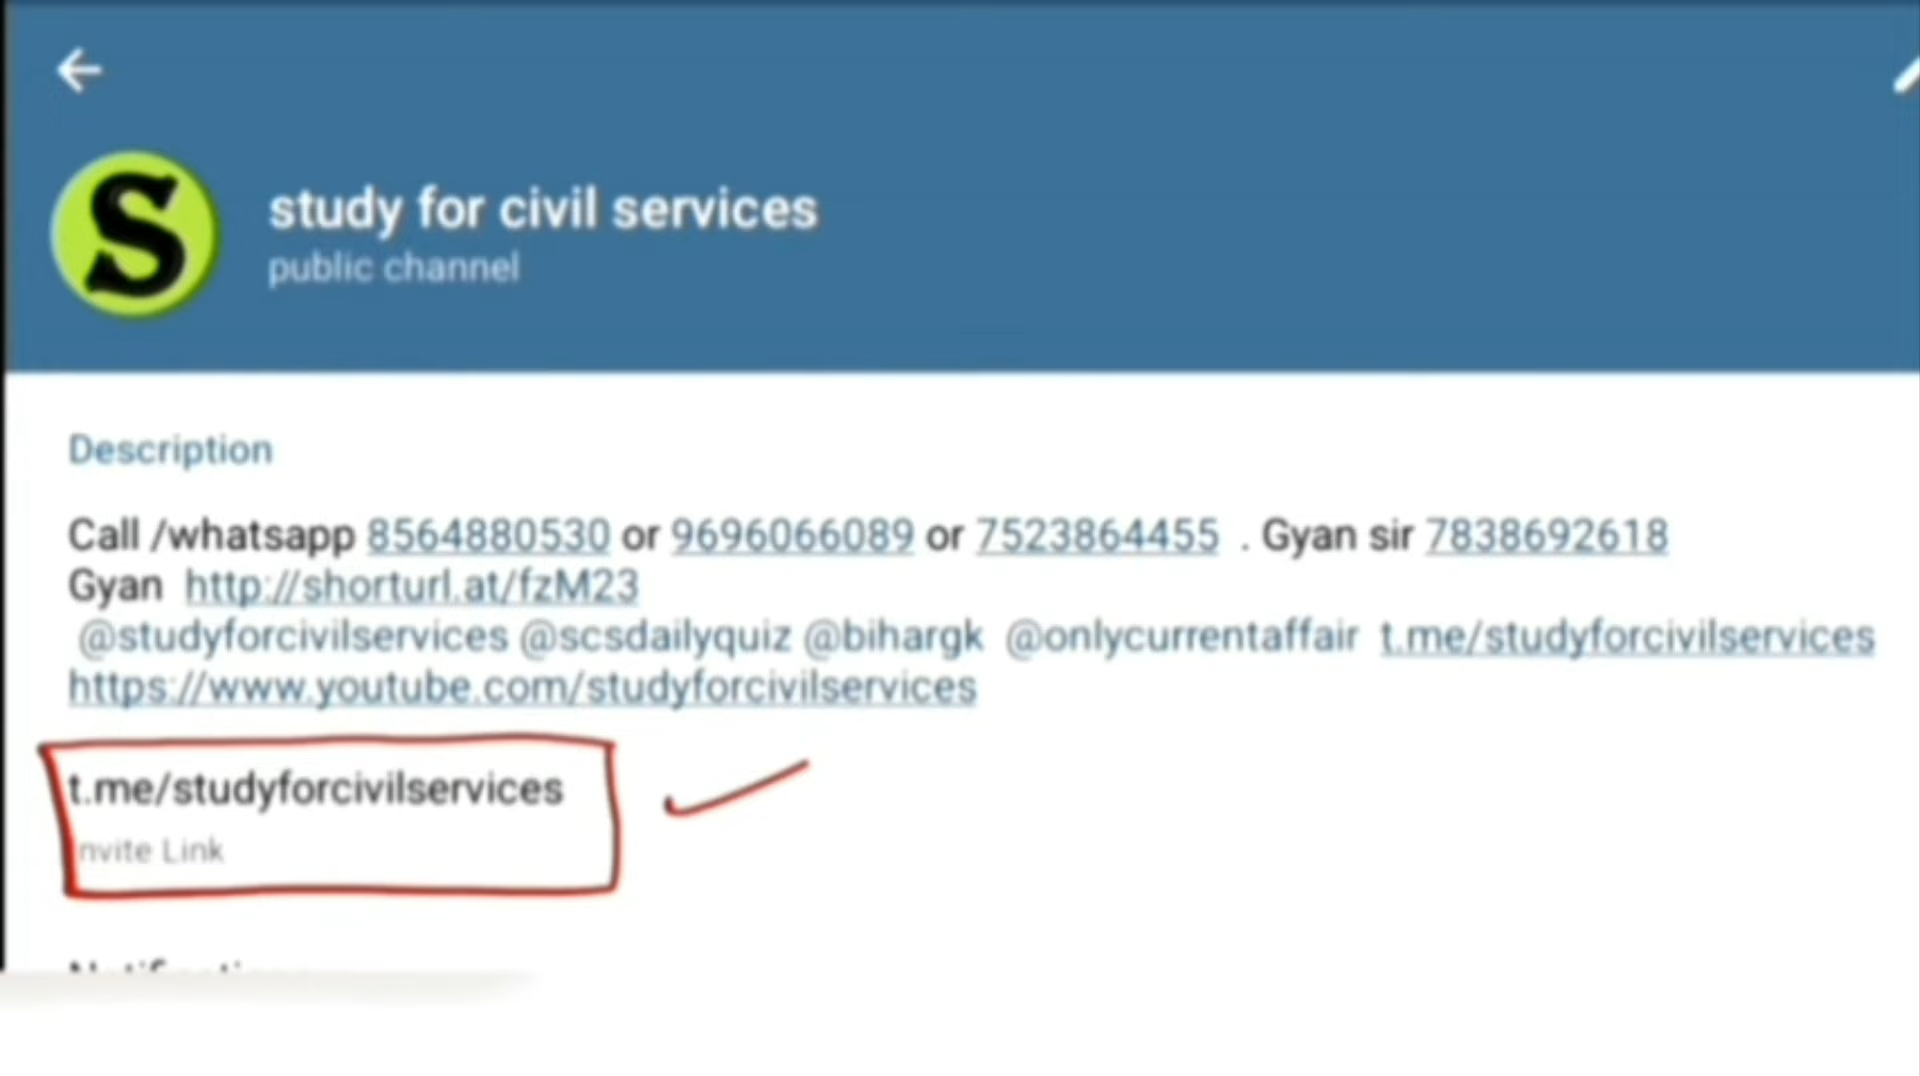 S
study for civil services
public channel
Description
Call /whatsapp 8564880530 or 9696066089 or 7523864455 . Gyan sir 7838692618
Gyan http://shorturl.at/fzM23
@studyforcivilservices @scsdailyquiz @bihargk @onlycurrentaffair t.me/studyforcivilservices
https://www.youtube.com/studyforcivilservices
t.me/studyforcivilservices
nvite Link